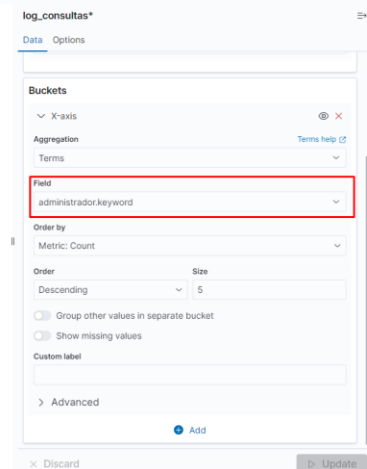 log_consultas*
Data Options
Buckets
X-axis
Aggregation Terms help
Terms
Field
administrador.keyword
Order by
Metric: Count
Order Size
Descending 5
Group other values in separate bucket
Show missing values
Custom label
Advanced
Add
Discard Update